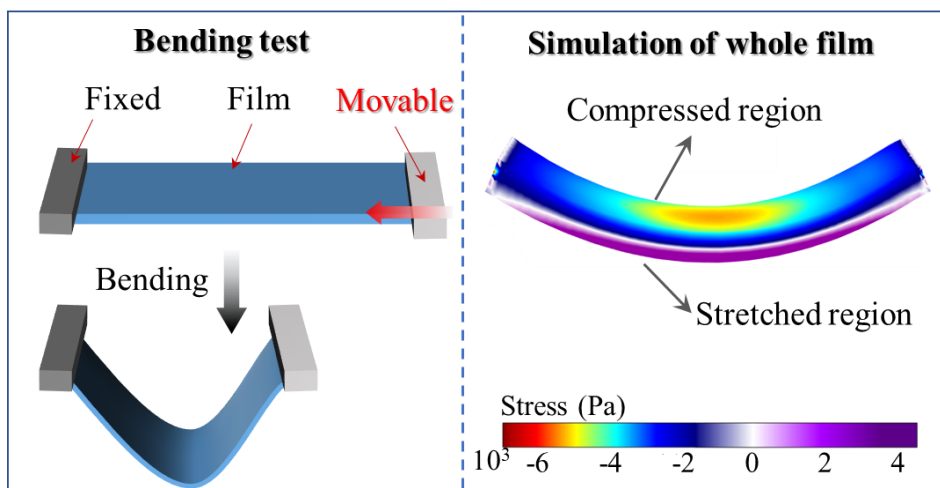 Bending test
Fixed
Film
Movable
Bending
Simulation of whole film
Compressed region
Stretched region
Stress (Pa)
10³ -6 -4 -2 0 2 4